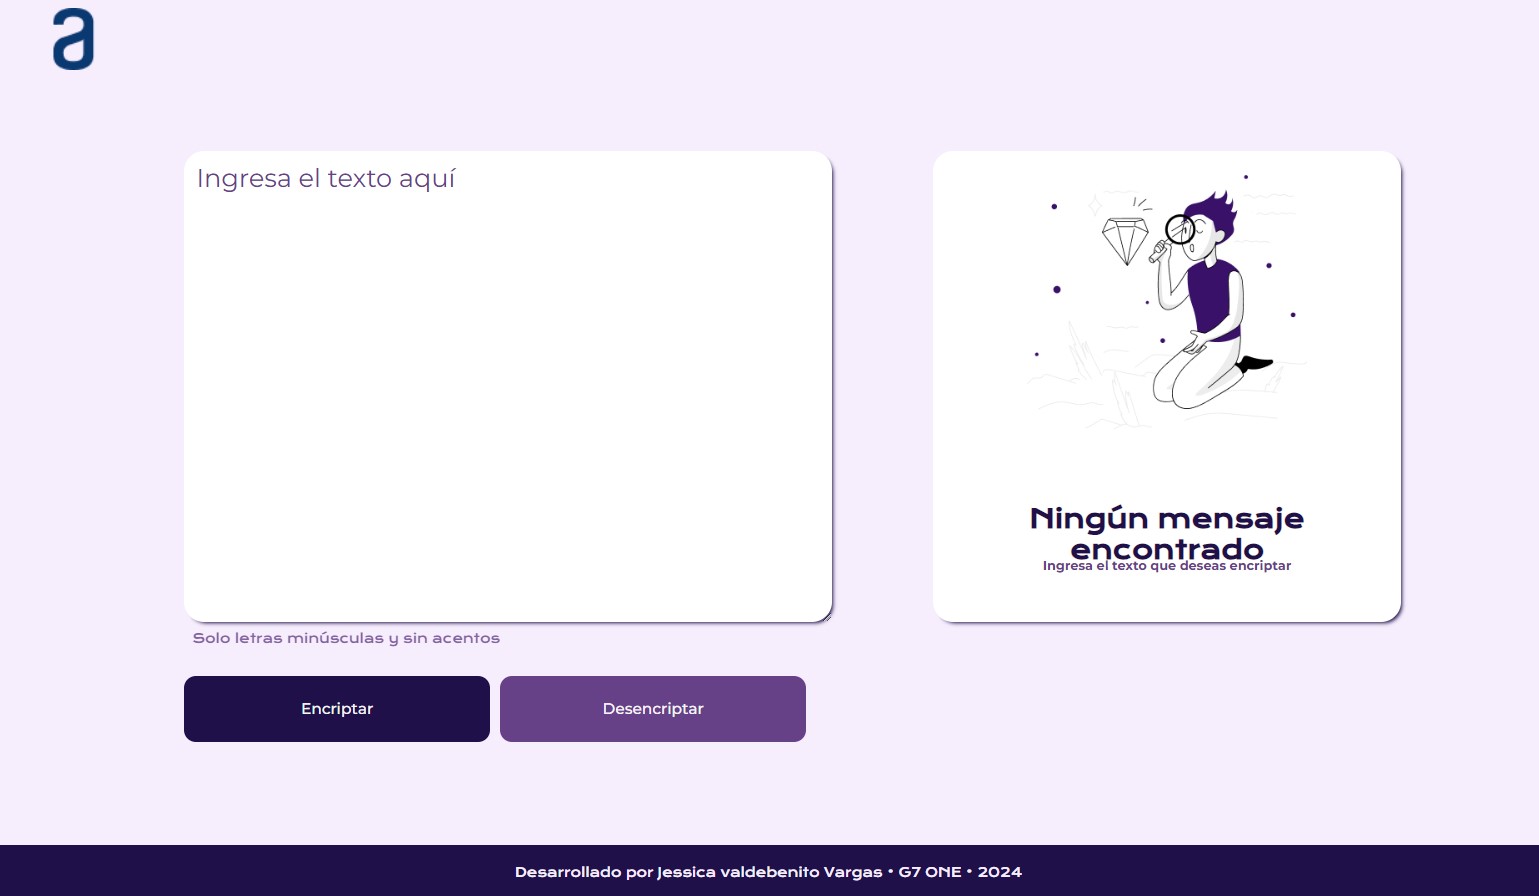 a
Ingresa el texto aquí
Ningún mensaje
encontrado
Ingresa el texto que deseas encriptar
Solo letras minúsculas y sin acentos
Encriptar
Desencriptar
Desarrollado por Jessica valdebenito Vargas • G7 ONE • 2024